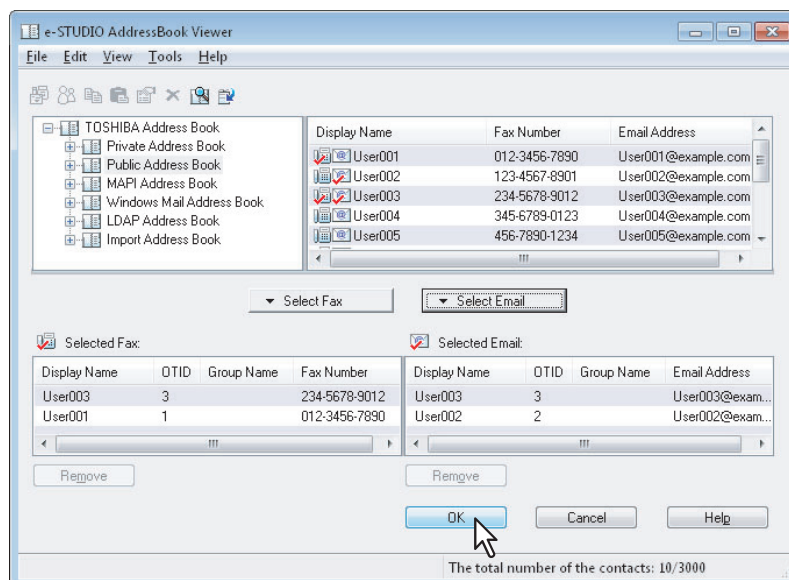 e-STUDIO AddressBook Viewer
File Edit View Tools Help
TOSHIBA Address Book
Private Address Book
Public Address Book
MAPI Address Book
Windows Mail Address Book
LDAP Address Book
Import Address Book
Display Name Fax Number Email Address
User001 012-3456-7890 User001@example.com
User002 123-4567-8901 User002@example.com
User003 234-5678-9012 User003@example.com
User004 345-6789-0123 User004@example.com
User005 456-7890-1234 User005@example.com
Select Fax Select Email
Selected Fax:
Display Name OTID Group Name Fax Number
User003 3 234-5678-9012
User001 1 012-3456-7890
Remove
Selected Email:
Display Name OTID Group Name Email Address
User003 3 User003@exam...
User002 2 User002@exam...
Remove
OK Cancel Help
The total number of the contacts: 10/3000